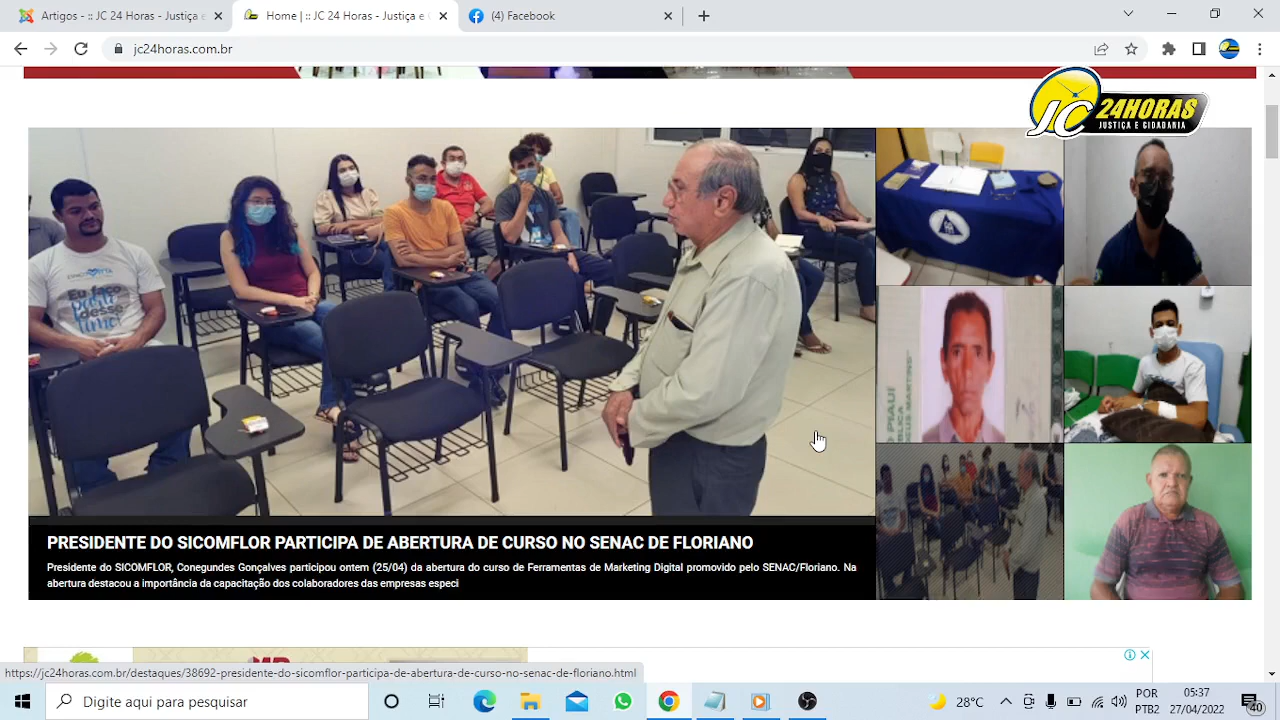 Artigos - :: JC 24 Horas - Justiça e
Home | :: JC 24 Horas - Justiça e
(4) Facebook
jc24horas.com.br
JC 24HORAS
JUSTIÇA E CIDADANIA
Eu faço
parte
desse
time!
PIAUÍ
PRESIDENTE DO SICOMFLOR PARTICIPA DE ABERTURA DE CURSO NO SENAC DE FLORIANO
Presidente do SICOMFLOR, Conegundes Gonçalves participou ontem (25/04) da abertura do curso de Ferramentas de Marketing Digital promovido pelo SENAC/Floriano. Na
abertura destacou a importância da capacitação dos colaboradores das empresas especi
https://jc24horas.com.br/destaques/38692-presidente-do-sicomflor-participa-de-abertura-de-curso-no-senac-de-floriano.html
Digite aqui para pesquisar
28°C
POR
PTB2
05:37
27/04/2022
40